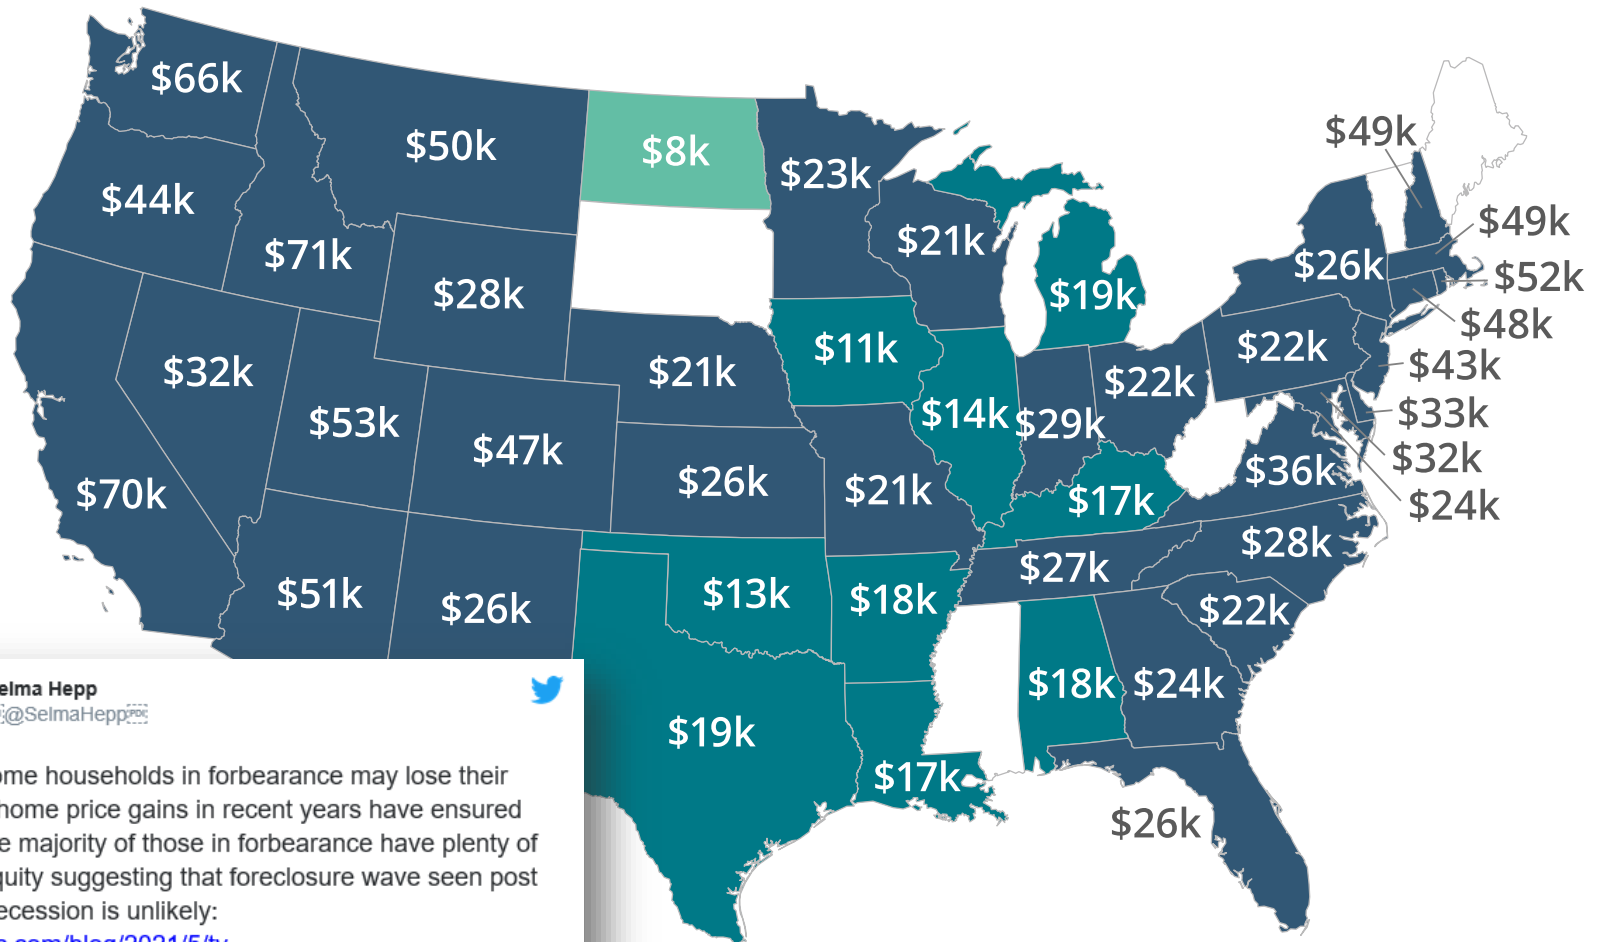 $66k
$50k
$8k
$23k
$49k
$44k
$71k
$28k
$21k
$19k
$26k
$49k
$52k
$48k
$32k
$53k
$47k
$21k
$11k
$14k
$29k
$22k
$22k
$43k
$33k
$32k
$24k
$70k
$26k
$21k
$17k
$36k
$51k
$26k
$13k
$18k
$27k
$28k
$22k
$19k
$17k
$18k
$24k
$26k
Hepp
@SelmaHepp
households in forbearance may lose their
home price gains in recent years have ensured
majority of those in forbearance have plenty of
suggesting that foreclosure wave seen post
is unlikely: